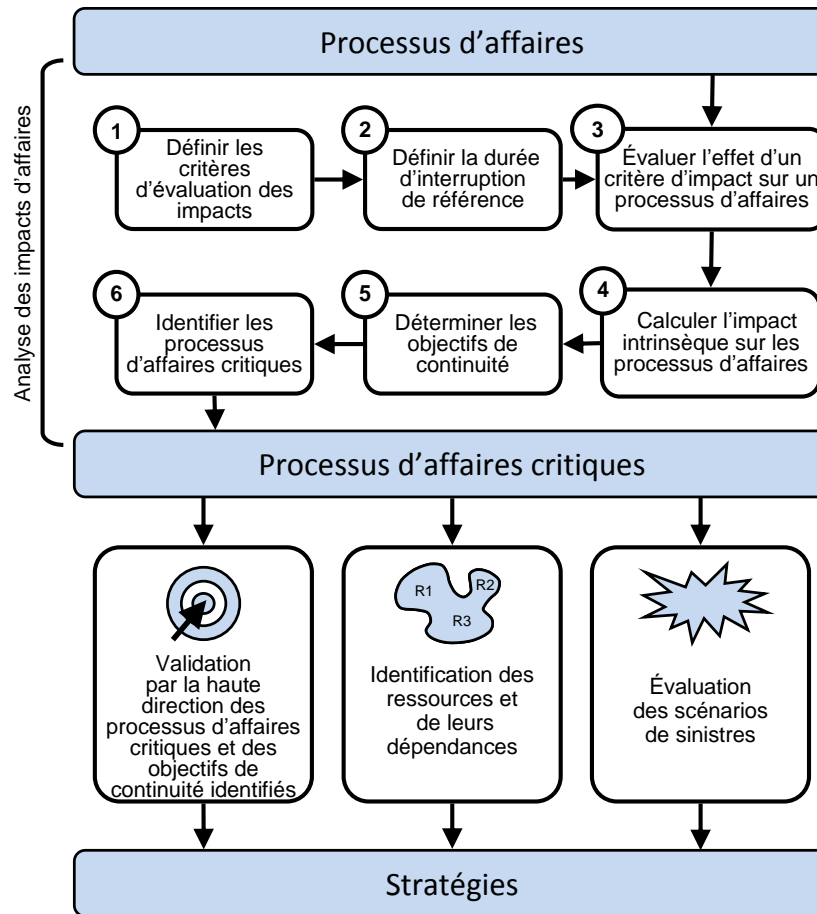 Processus d’affaires
Analyse des impacts d’affaires
1
Définir les
critères
d’évaluation des
impacts
2
Définir la durée
d’interruption
de référence
3
Évaluer l’effet d’un
critère d’impact sur un
processus d’affaires
6
Identifier les
processus
d’affaires critiques
5
Déterminer les
objectifs de
continuité
4
Calculer l’impact
intrinsèque sur les
processus d’affaires
Processus d’affaires critiques
Validation
par la haute
direction des
processus d’affaires
critiques et des
objectifs de
continuité identifiés
R1
R2
R3
Identification des
ressources et
de leurs
dépendances
Évaluation
des scénarios
de sinistres
Stratégies